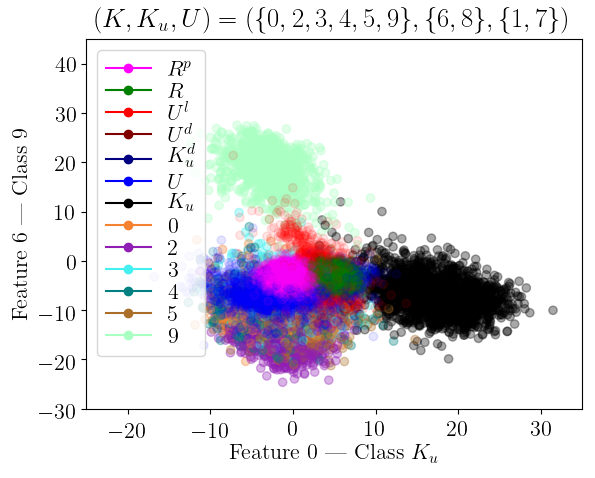 (K, K_u, U) = ({0, 2, 3, 4, 5, 9}, {6, 8}, {1, 7})
Feature 6 — Class 9
40
30
20
10
0
−10
−20
−30
R^p
R
U^l
U^d
K_u^d
U
K_u
0
2
3
4
5
9
−20 −10 0 10 20 30
Feature 0 — Class K_u